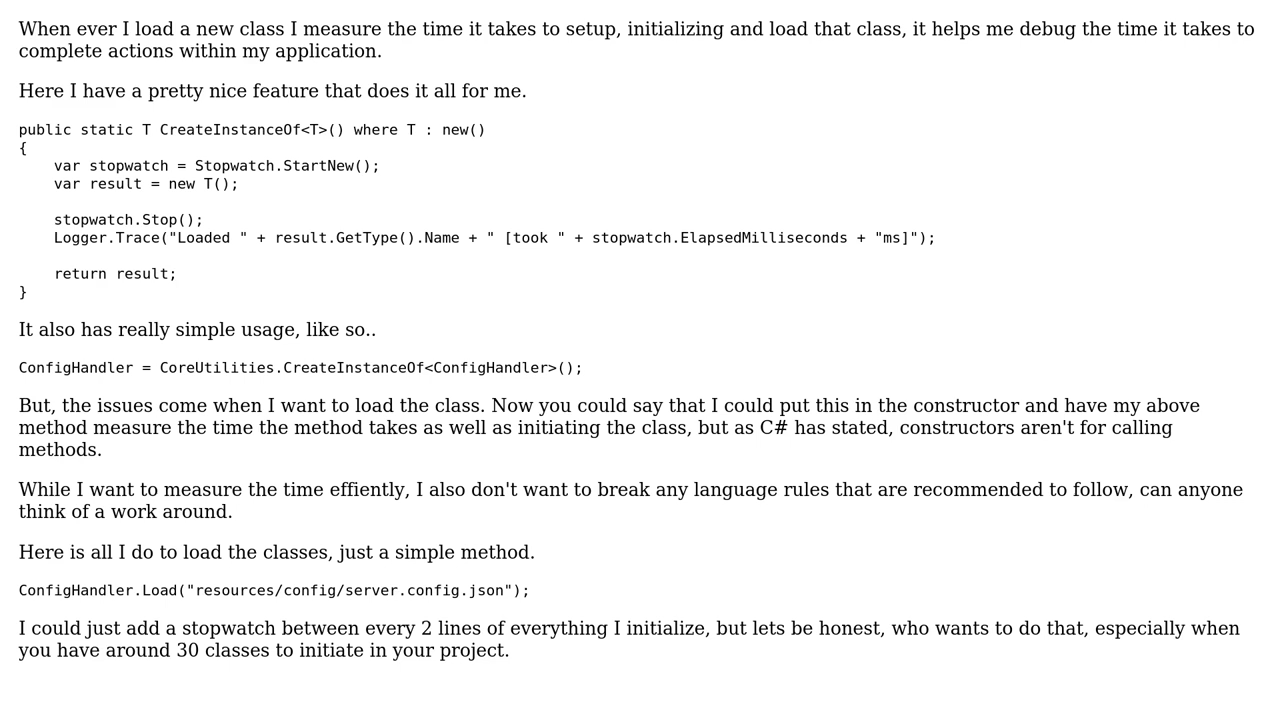 When ever I load a new class I measure the time it takes to setup, initializing and load that class, it helps me debug the time it takes to
complete actions within my application.
Here I have a pretty nice feature that does it all for me.
public static T CreateInstanceOf<T>() where T : new()
{
    var stopwatch = Stopwatch.StartNew();
    var result = new T();
    stopwatch.Stop();
    Logger.Trace("Loaded " + result.GetType().Name + " [took " + stopwatch.ElapsedMilliseconds + "ms]");
    return result;
}
It also has really simple usage, like so..
ConfigHandler = CoreUtilities.CreateInstanceOf<ConfigHandler>();
But, the issues come when I want to load the class. Now you could say that I could put this in the constructor and have my above
method measure the time the method takes as well as initiating the class, but as C# has stated, constructors aren't for calling
methods.
While I want to measure the time effiently, I also don't want to break any language rules that are recommended to follow, can anyone
think of a work around.
Here is all I do to load the classes, just a simple method.
ConfigHandler.Load("resources/config/server.config.json");
I could just add a stopwatch between every 2 lines of everything I initialize, but lets be honest, who wants to do that, especially when
you have around 30 classes to initiate in your project.